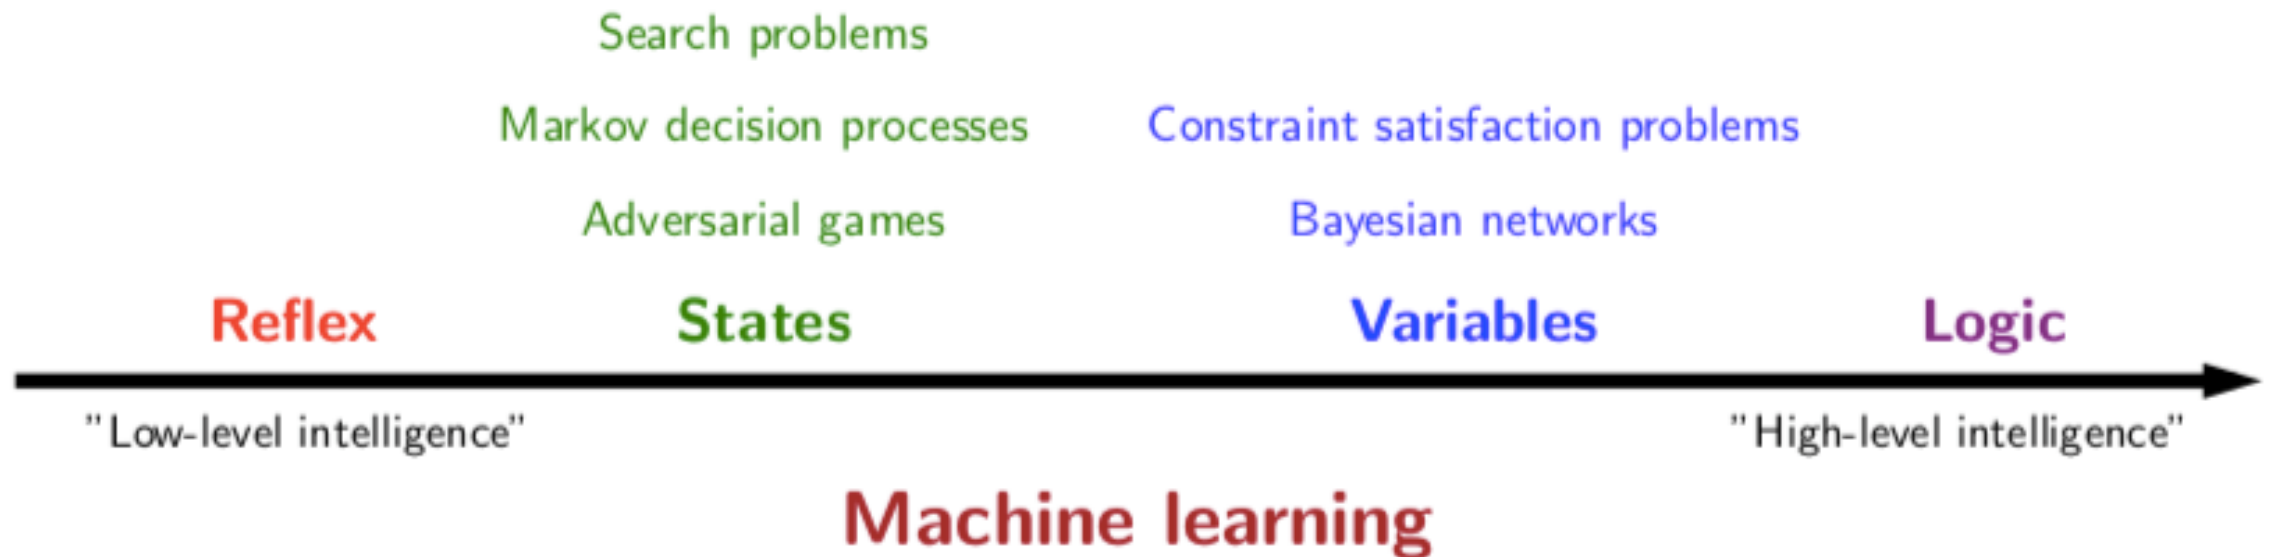 Search problems
Markov decision processes Constraint satisfaction problems
Adversarial games Bayesian networks
Reflex States Variables Logic
"Low-level intelligence" "High-level intelligence"
Machine learning